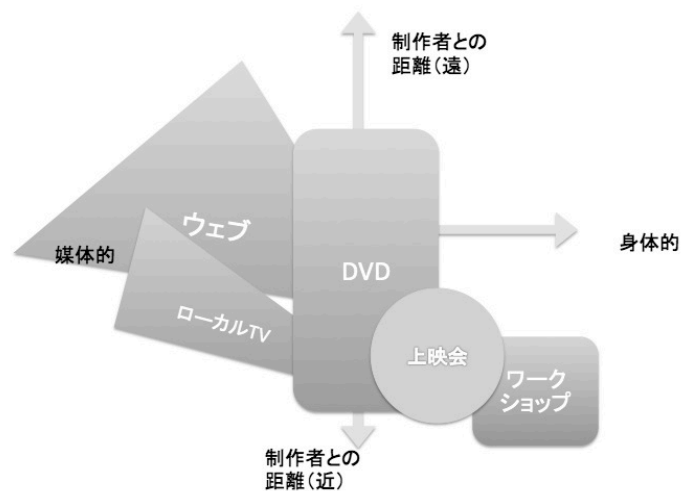 制作者との
距離（遠）
ウェブ
媒体的
身体的
DVD
ローカルTV
上映会
ワーク
ショップ
制作者との
距離（近）